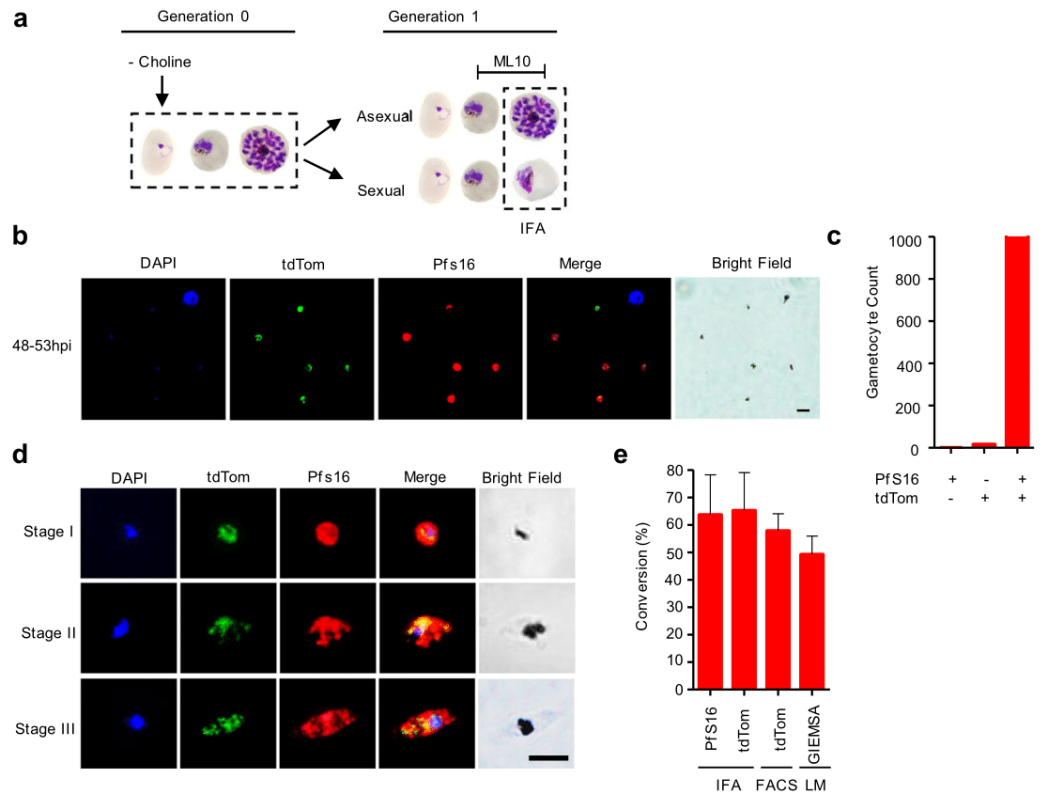 a
Generation 0
Generation 1
- Choline
ML10
Asexual
Sexual
IFA
b
DAPI
tdTom
Pfs16
Merge
Bright Field
48-53hpi
c
Gametocyte Count
1000
800
600
400
200
0
PfS16 + - +
tdTom - + +
d
DAPI
tdTom
Pfs16
Merge
Bright Field
Stage I
Stage II
Stage III
e
Conversion (%)
80
70
60
50
40
30
20
10
0
PfS16
tdTom
tdTom
GIEMSA
IFA
FACS
LM